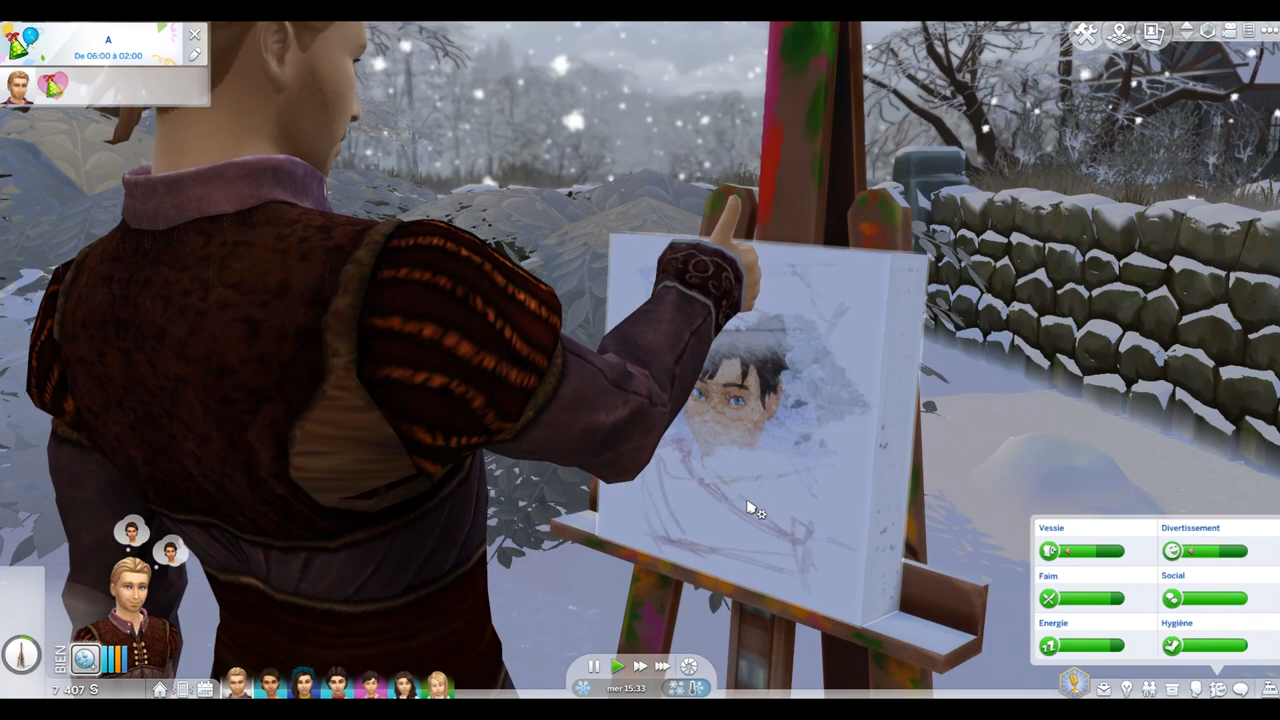 A
De 06:00 à 02:00
Vessie
Divertissement
Faim
Social
Energie
Hygiène
BIEN
7 407 S
mer 15:33